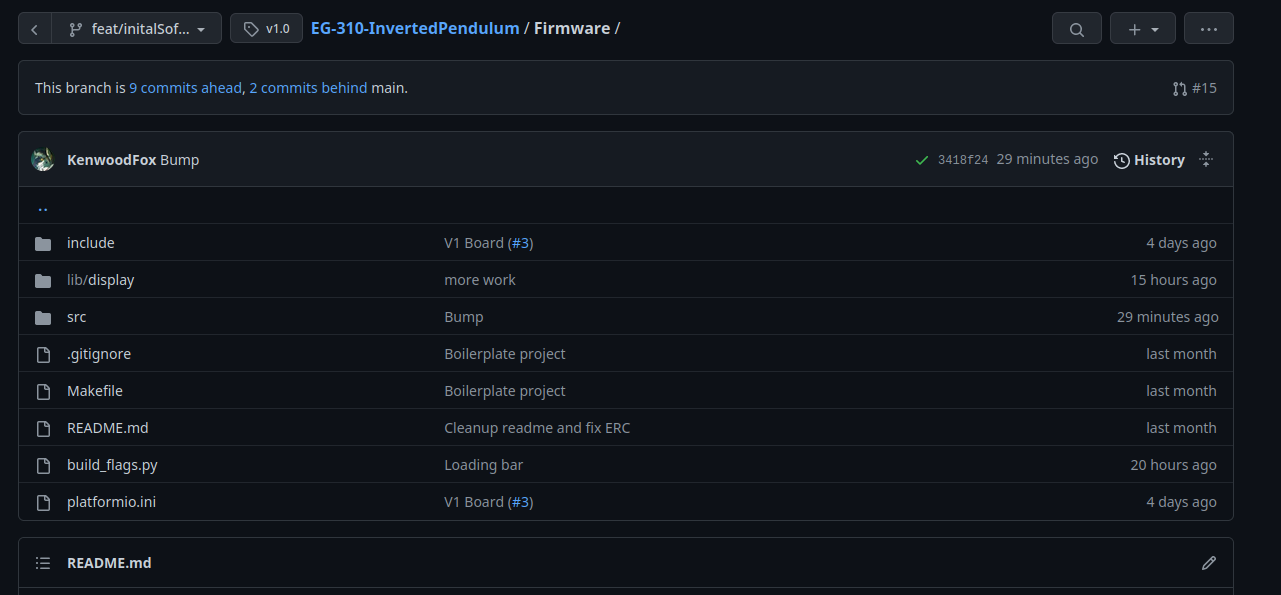 feat/initalSof... v1.0 EG-310-InvertedPendulum / Firmware /
This branch is 9 commits ahead, 2 commits behind main. #15
KenwoodFox Bump 3418f24 29 minutes ago History
..
include V1 Board (#3) 4 days ago
lib/display more work 15 hours ago
src Bump 29 minutes ago
.gitignore Boilerplate project last month
Makefile Boilerplate project last month
README.md Cleanup readme and fix ERC last month
build_flags.py Loading bar 20 hours ago
platformio.ini V1 Board (#3) 4 days ago
README.md